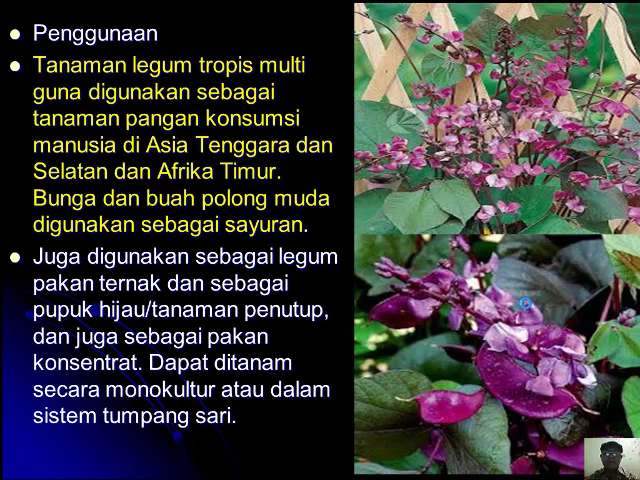 Penggunaan
Tanaman legum tropis multi
guna digunakan sebagai
tanaman pangan konsumsi
manusia di Asia Tenggara dan
Selatan dan Afrika Timur.
Bunga dan buah polong muda
digunakan sebagai sayuran.
Juga digunakan sebagai legum
pakan ternak dan sebagai
pupuk hijau/tanaman penutup,
dan juga sebagai pakan
konsentrat. Dapat ditanam
secara monokultur atau dalam
sistem tumpang sari.